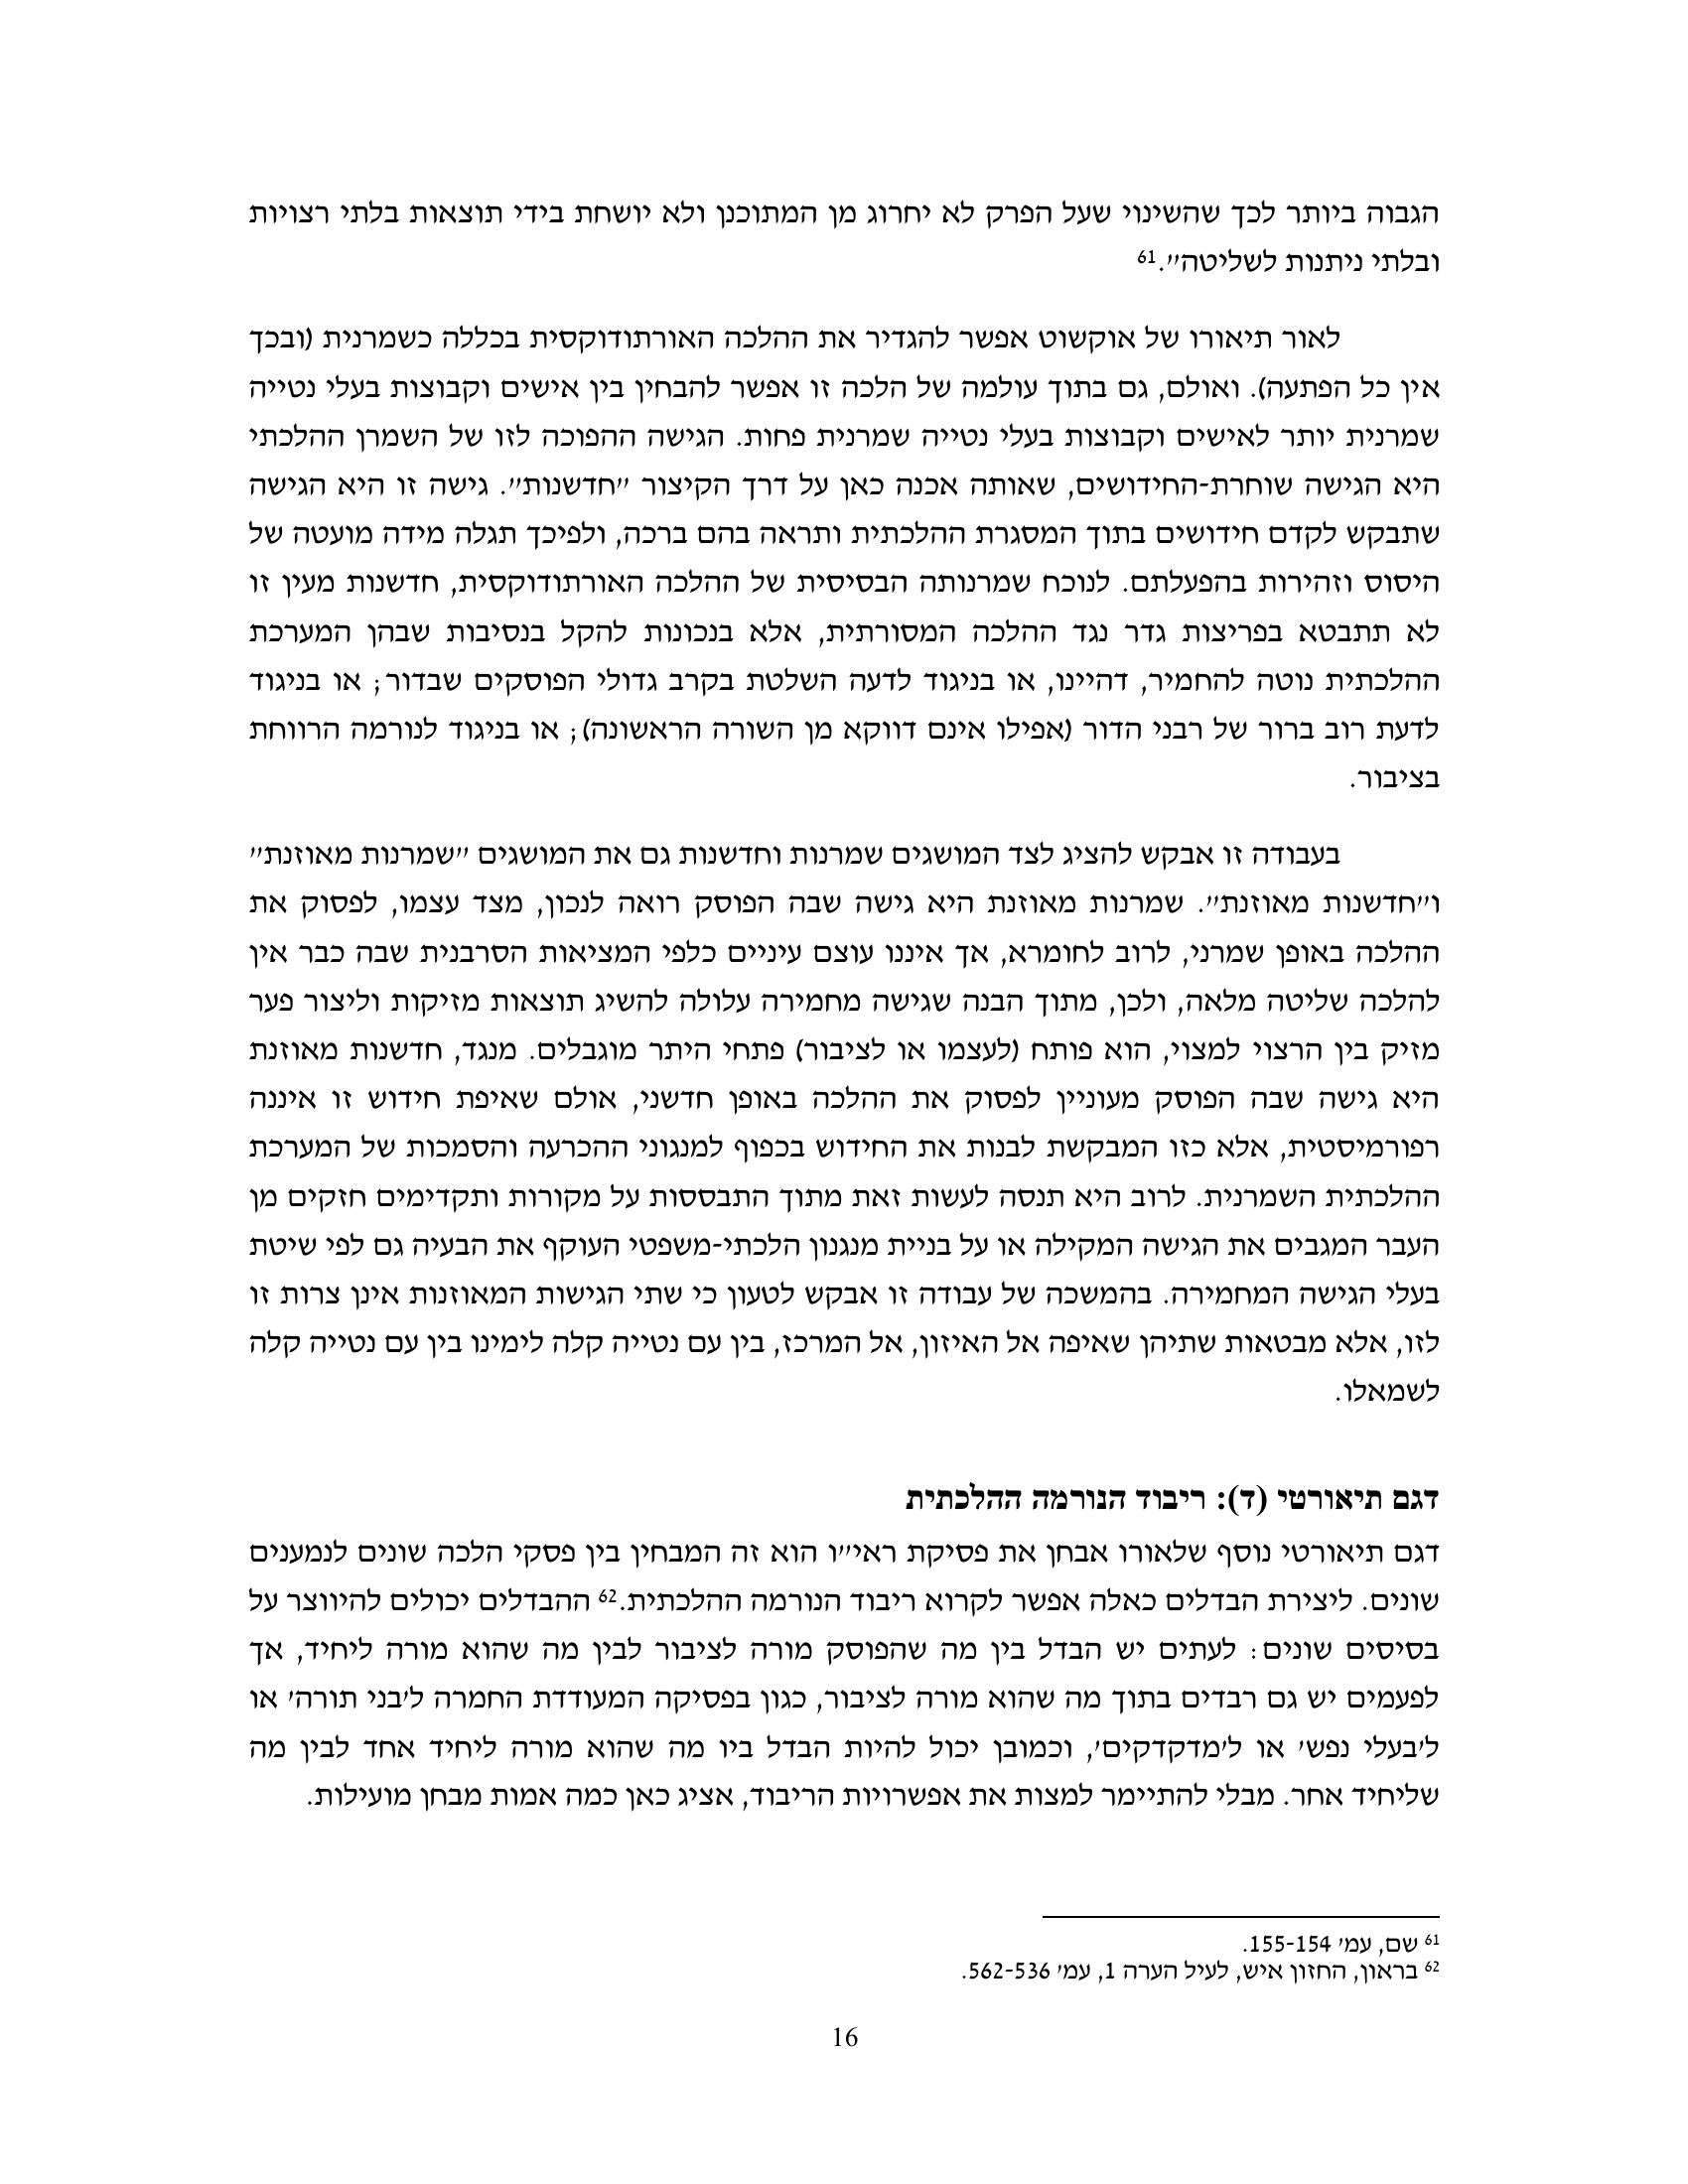 הגבוה ביותר לכך שהשינוי שעל הפרק לא יחרוג מן המתוכנן ולא יושחת בידי תוצאות בלתי רצויות
ובלתי ניתנות לשליטה".61
לאור תיאורו של אוקשוט אפשר להגדיר את ההלכה האורתודוקסית בכללה כשמרנית (ובכך
אין כל הפתעה). ואולם, גם בתוך עולמה של הלכה זו אפשר להבחין בין אישים וקבוצות בעלי נטייה
שמרנית יותר לאישים וקבוצות בעלי נטייה שמרנית פחות. הגישה ההפוכה לזו של השמרן ההלכתי
היא הגישה שוחרת-החידושים, שאותה אכנה כאן על דרך הקיצור "חדשנות". גישה זו היא הגישה
שתבקש לקדם חידושים בתוך המסגרת ההלכתית ותראה בהם ברכה, ולפיכך תגלה מידה מועטה של
היסוס וזהירות בהפעלתם. לנוכח שמרנותה הבסיסית של ההלכה האורתודוקסית, חדשנות מעין זו
לא תתבטא בפריצות גדר נגד ההלכה המסורתית, אלא בנכונות להקל בנסיבות שבהן המערכת
ההלכתית נוטה להחמיר, דהיינו, או בניגוד לדעה השלטת בקרב גדולי הפוסקים שבדור; או בניגוד
לדעת רוב ברור של רבני הדור (אפילו אינם דווקא מן השורה הראשונה); או בניגוד לנורמה הרווחת
בציבור.
בעבודה זו אבקש להציג לצד המושגים שמרנות וחדשנות גם את המושגים "שמרנות מאוזנת"
ו"חדשנות מאוזנת". שמרנות מאוזנת היא גישה שבה הפוסק רואה לנכון, מצד עצמו, לפסוק את
ההלכה באופן שמרני, לרוב לחומרא, אך איננו עוצם עיניים כלפי המציאות הסרבנית שבה כבר אין
להלכה שליטה מלאה, ולכן, מתוך הבנה שגישה מחמירה עלולה להשיג תוצאות מזיקות וליצור פער
מזיק בין הרצוי למצוי, הוא פותח (לעצמו או לציבור) פתחי היתר מוגבלים. מנגד, חדשנות מאוזנת
היא גישה שבה הפוסק מעוניין לפסוק את ההלכה באופן חדשני, אולם שאיפת חידוש זו איננה
רפורמיסטית, אלא כזו המבקשת לבנות את החידוש בכפוף למנגנוני ההכרעה והסמכות של המערכת
ההלכתית השמרנית. לרוב היא תנסה לעשות זאת מתוך התבססות על מקורות ותקדימים חזקים מן
העבר המגבים את הגישה המקילה או על בניית מנגנון הלכתי-משפטי העוקף את הבעיה גם לפי שיטת
בעלי הגישה המחמירה. בהמשכה של עבודה זו אבקש לטעון כי שתי הגישות המאוזנות אינן צרות זו
לזו, אלא מבטאות שתיהן שאיפה אל האיזון, אל המרכז, בין עם נטייה קלה לימינו בין עם נטייה קלה
לשמאלו.
דגם תיאורטי (ד): ריבוד הנורמה ההלכתית
דגם תיאורטי נוסף שלאורו אבחן את פסיקת ראי"ו הוא זה המבחין בין פסקי הלכה שונים לנמענים
שונים. ליצירת הבדלים כאלה אפשר לקרוא ריבוד הנורמה ההלכתית.62 ההבדלים יכולים להיווצר על
בסיסים שונים: לעתים יש הבדל בין מה שהפוסק מורה לציבור לבין מה שהוא מורה ליחיד, אך
לפעמים יש גם רבדים בתוך מה שהוא מורה לציבור, כגון בפסיקה המעודדת החמרה ל'בני תורה' או
ל'בעלי נפש' או ל'מדקדקים', וכמובן יכול להיות הבדל ביו מה שהוא מורה ליחיד אחד לבין מה
שליחיד אחר. מבלי להתיימר למצות את אפשרויות הריבוד, אציג כאן כמה אמות מבחן מועילות.
61 שם, עמ' 155-154.
62 בראון, החזון איש, לעיל הערה 1, עמ' 562-536.
16